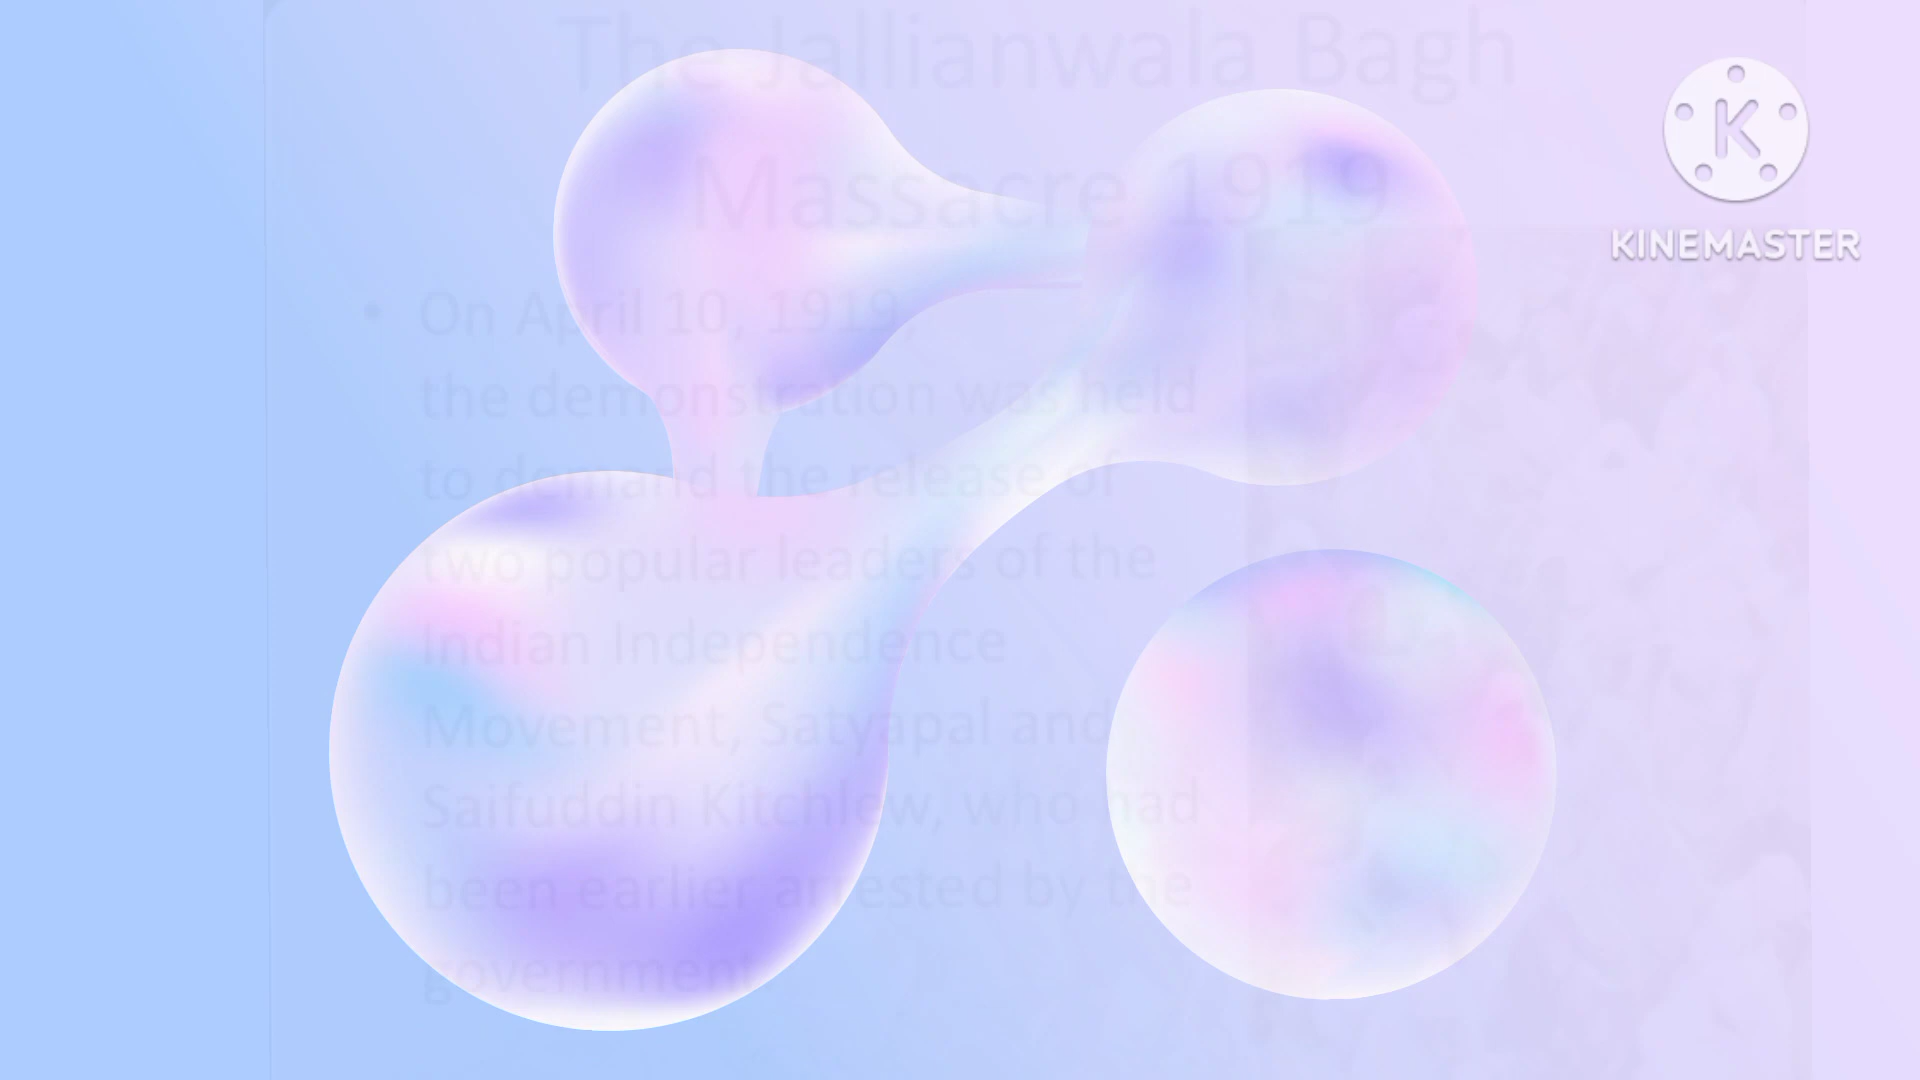 The Jallianwala Bagh
Massacre 1919
K
KINEMASTER
• On April 10, 1919,
the demonstration was held
to demand the release of
two popular leaders of the
Indian Independence
Movement, Satyapal and
Saifuddin Kitchlew, who had
been earlier arrested by the
government.